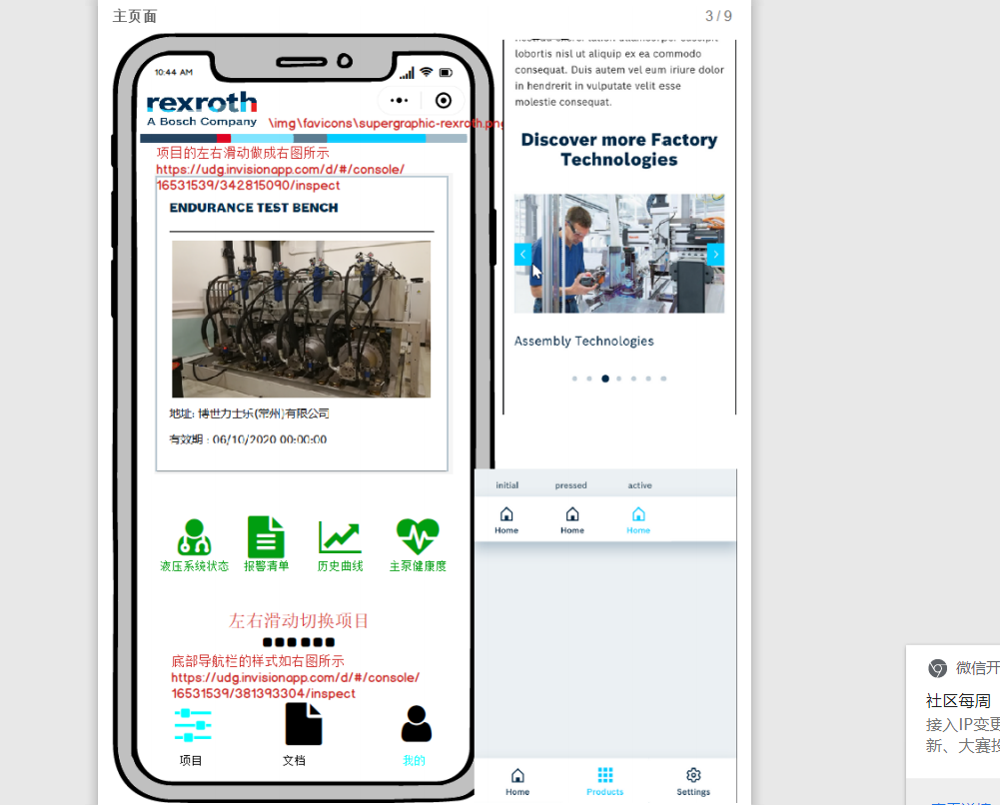 主页面
3 / 9
10:44 AM
rexroth
A Bosch Company
\img\favicons\supergraphic-rexroth.png
项目的左右滑动做成右图所示
https://udg.invisionapp.com/d/#/console/
16531539/342815090/inspect
ENDURANCE TEST BENCH
地址: 博世力士乐(常州)有限公司
有效期 : 06/10/2020 00:00:00
液压系统状态
报警清单
历史曲线
主泵健康度
左右滑动切换项目
底部导航栏的样式如右图所示
https://udg.invisionapp.com/d/#/console/
16531539/381393304/inspect
项目
文档
我的
lobortis nisl ut aliquip ex ea commodo
consequat. Duis autem vel eum iriure dolor
in hendrerit in vulputate velit esse
molestie consequat.
Discover more Factory
Technologies
Assembly Technologies
initial
pressed
active
Home
Home
Home
Home
Products
Settings
微信开
社区每周
接入IP变更
新、大赛投